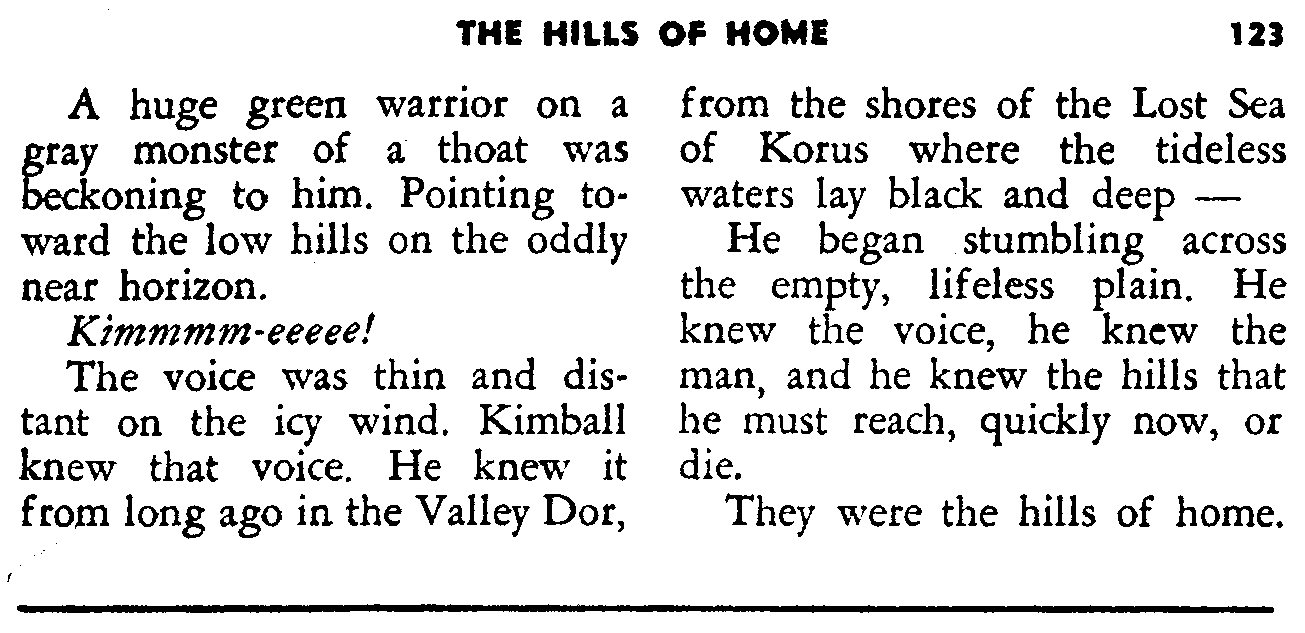 THE HILLS OF HOME 123
A huge green warrior on a
gray monster of a thoat was
beckoning to him. Pointing to-
ward the low hills on the oddly
near horizon.
Kimmmm-eeeee!
The voice was thin and dis-
tant on the icy wind. Kimball
knew that voice. He knew it
from long ago in the Valley Dor,
from the shores of the Lost Sea
of Korus where the tideless
waters lay black and deep —
He began stumbling across
the empty, lifeless plain. He
knew the voice, he knew the
man, and he knew the hills that
he must reach, quickly now, or
die.
They were the hills of home.